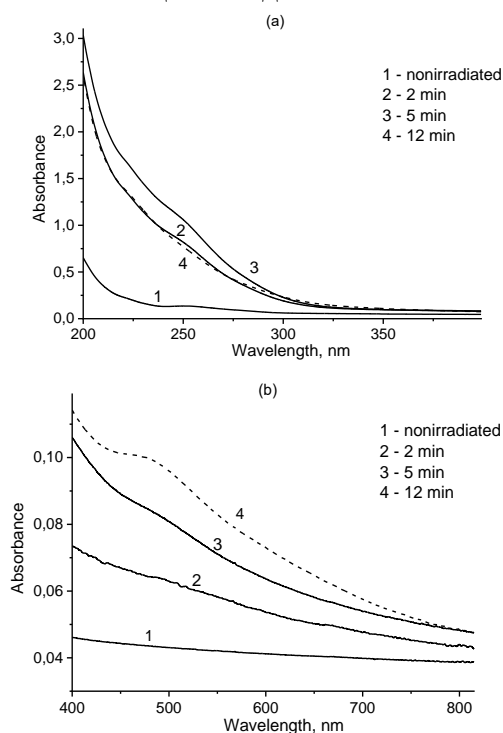 (a)
3,0
2,5
2,0
1,5
1,0
0,5
0,0
Absorbance
1 - nonirradiated
2 - 2 min
3 - 5 min
4 - 12 min
2
3
4
1
200
250
300
350
Wavelength, nm
(b)
0,10
0,08
0,06
0,04
Absorbance
1 - nonirradiated
2 - 2 min
3 - 5 min
4 - 12 min
4
3
2
1
400
500
600
700
800
Wavelength, nm